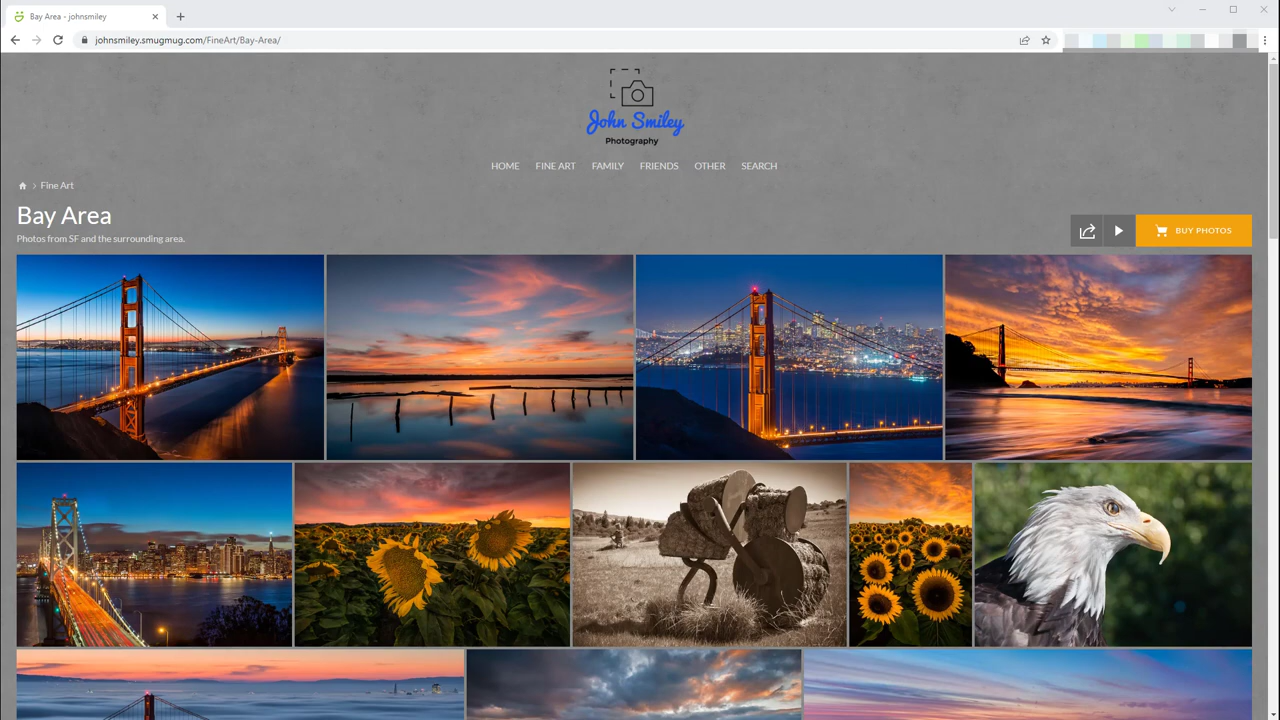 Bay Area - johnsmiley
johnsmiley.smugmug.com/FineArt/Bay-Area/
John Smiley
Photography
HOME FINE ART FAMILY FRIENDS OTHER SEARCH
Fine Art
Bay Area
Photos from SF and the surrounding area.
BUY PHOTOS